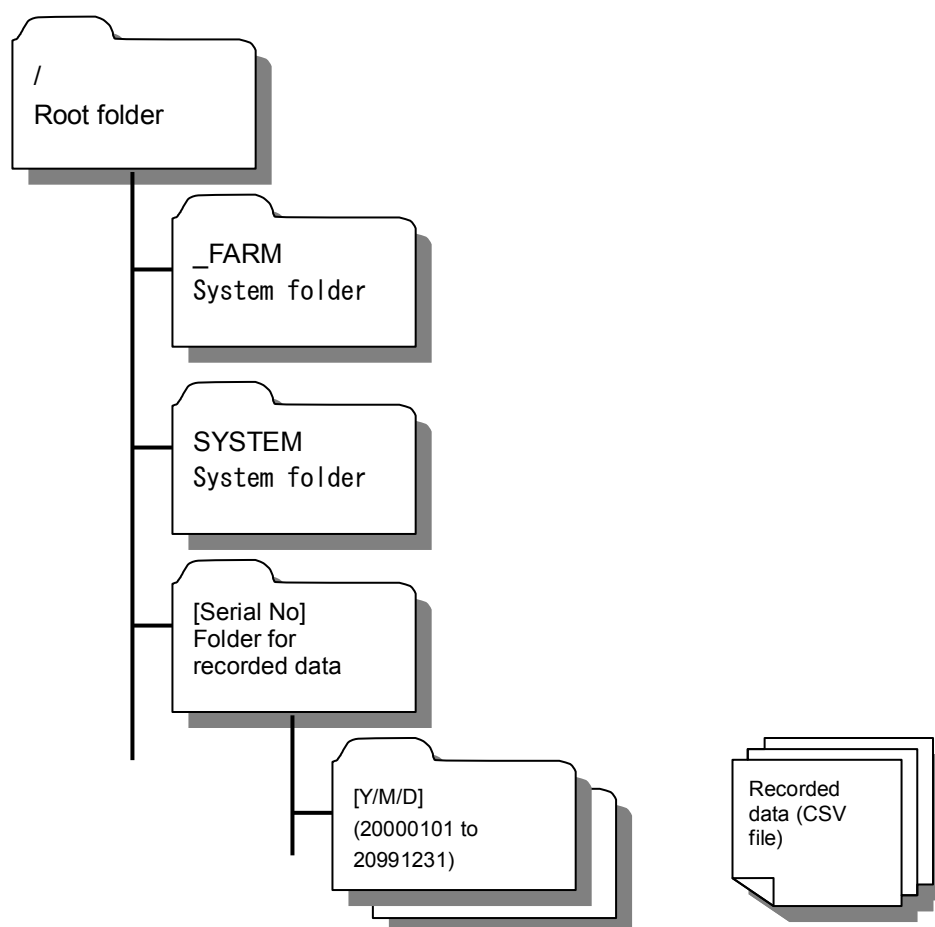 /
Root folder
_FARM
System folder
SYSTEM
System folder
[Serial No]
Folder for
recorded data
[Y/M/D]
(20000101 to
20991231)
Recorded
data (CSV
file)